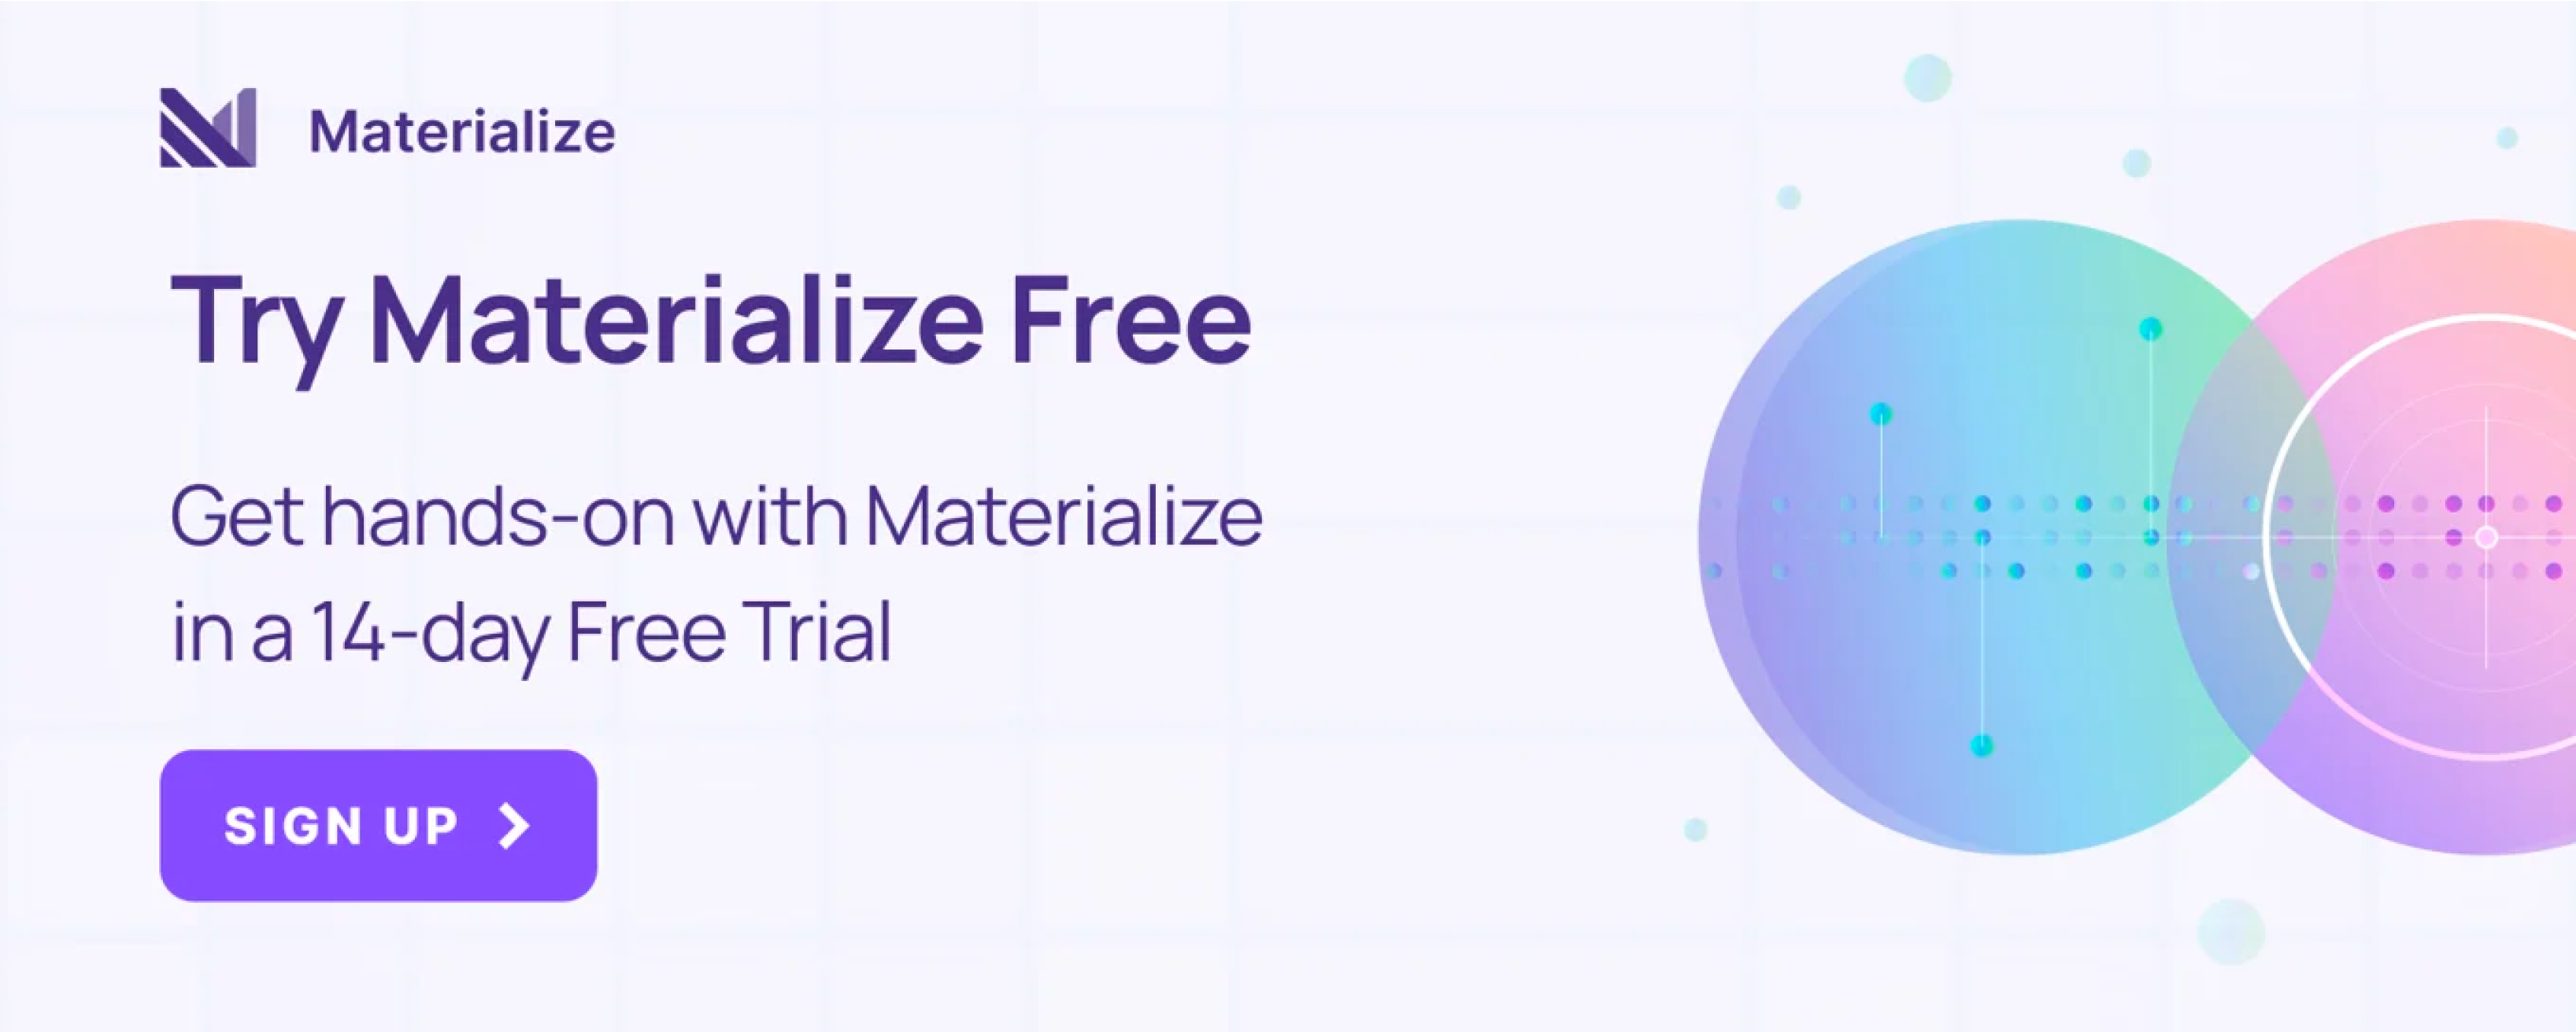 Materialize
Try Materialize Free
Get hands-on with Materialize
in a 14-day Free Trial
SIGN UP